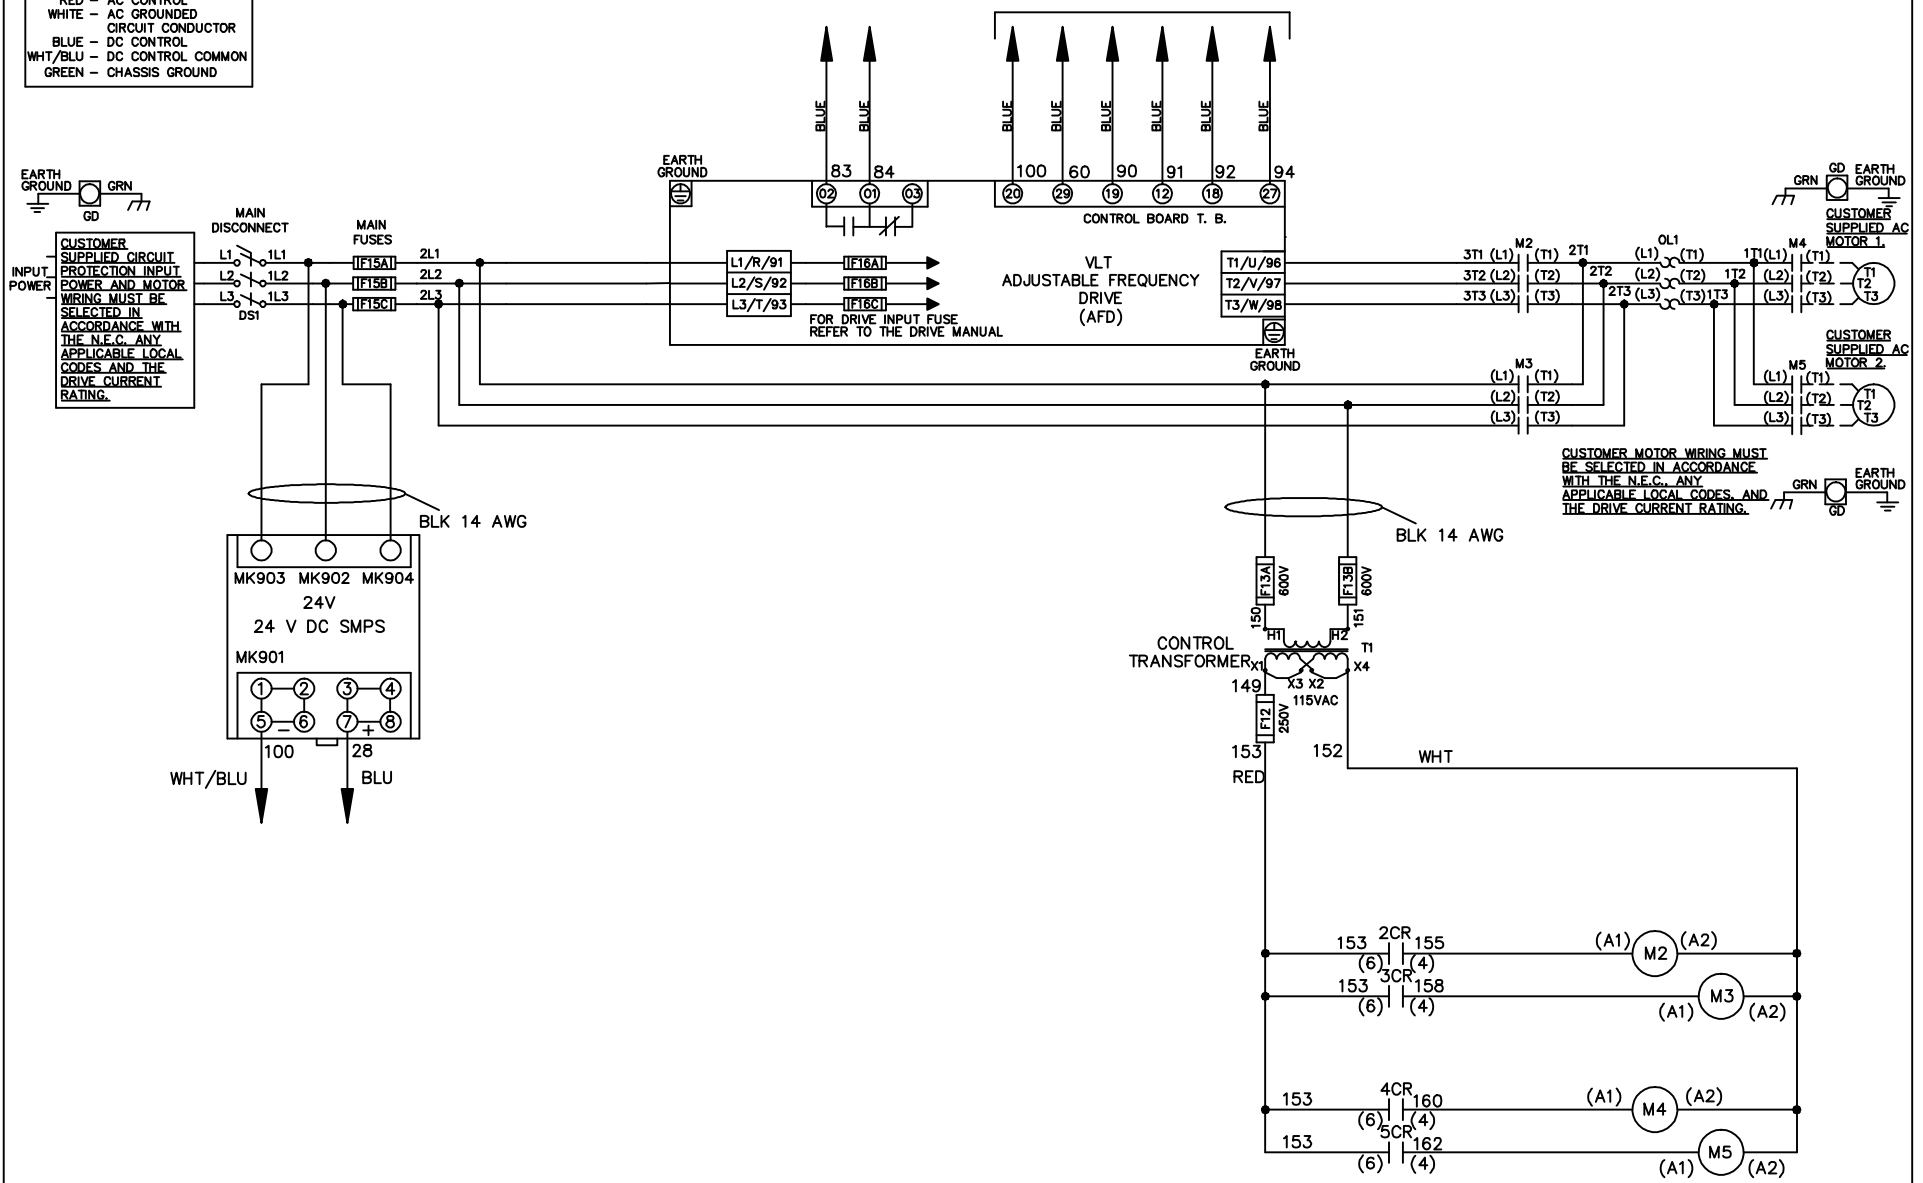 RED – AC CONTROL
WHITE – AC GROUNDED
CIRCUIT CONDUCTOR
BLUE – DC CONTROL
WHT/BLU – DC CONTROL COMMON
GREEN – CHASSIS GROUND
BLUE
BLUE
BLUE
BLUE
BLUE
BLUE
BLUE
BLUE
EARTH
GROUND
GRN
GD
EARTH
GROUND
83 84
02 01 03
100 60 90 91 92 94
20 29 19 12 18 27
CONTROL BOARD T. B.
GD EARTH
GRN GROUND
CUSTOMER
SUPPLIED AC
MOTOR 1.
INPUT
POWER
CUSTOMER
SUPPLIED CIRCUIT
PROTECTION INPUT
POWER AND MOTOR
WIRING MUST BE
SELECTED IN
ACCORDANCE WITH
THE N.E.C. ANY
APPLICABLE LOCAL
CODES AND THE
DRIVE CURRENT
RATING.
MAIN
DISCONNECT
L1 1L1
L2 1L2
L3 1L3
DS1
MAIN
FUSES
F15A 2L1
F15B 2L2
F15C 2L3
L1/R/91 F16A
L2/S/92 F16B
L3/T/93 F16C
FOR DRIVE INPUT FUSE
REFER TO THE DRIVE MANUAL
VLT
ADJUSTABLE FREQUENCY
DRIVE
(AFD)
T1/U/96
T2/V/97
T3/W/98
EARTH
GROUND
M2
3T1 (L1) (T1) 2T1
3T2 (L2) (T2) 2T2
3T3 (L3) (T3) 2T3
OL1
(L1) (T1) 1T1
(L2) (T2) 1T2
(L3) (T3) 1T3
M4
(L1) (T1)
(L2) (T2)
(L3) (T3)
T1
T2
T3
M3
(L1) (T1)
(L2) (T2)
(L3) (T3)
CUSTOMER
SUPPLIED AC
MOTOR 2.
M5
(L1) (T1)
(L2) (T2)
(L3) (T3)
T1
T2
T3
CUSTOMER MOTOR WIRING MUST
BE SELECTED IN ACCORDANCE
WITH THE N.E.C., ANY
APPLICABLE LOCAL CODES, AND
THE DRIVE CURRENT RATING.
EARTH
GRN GROUND
GD
BLK 14 AWG
BLK 14 AWG
MK903 MK902 MK904
24V
24 V DC SMPS
MK901
1 2 3 4
5 6 7 8
– +
100 28
WHT/BLU BLU
F13A 600V
F13B 600V
150 151
H1 H2
T1
CONTROL
TRANSFORMER
X1 X4
X3 X2
115VAC
149
F12 250V
153 152
RED WHT
2CR
153 155
(6) (4)
(A1) M2 (A2)
3CR
153 158
(6) (4)
(A1) M3 (A2)
4CR
153 160
(6) (4)
(A1) M4 (A2)
5CR
153 162
(6) (4)
(A1) M5 (A2)